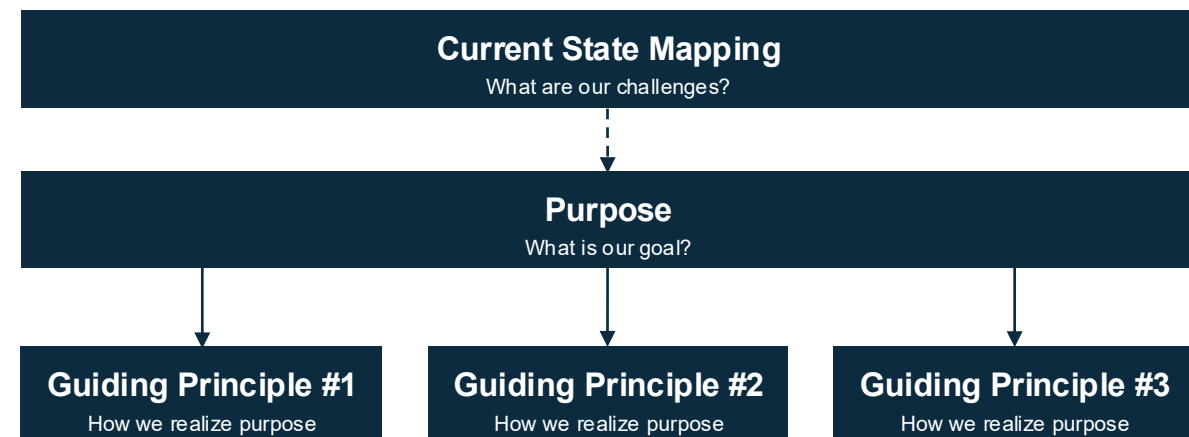 Current State Mapping
What are our challenges?
Purpose
What is our goal?
Guiding Principle #1
How we realize purpose
Guiding Principle #2
How we realize purpose
Guiding Principle #3
How we realize purpose